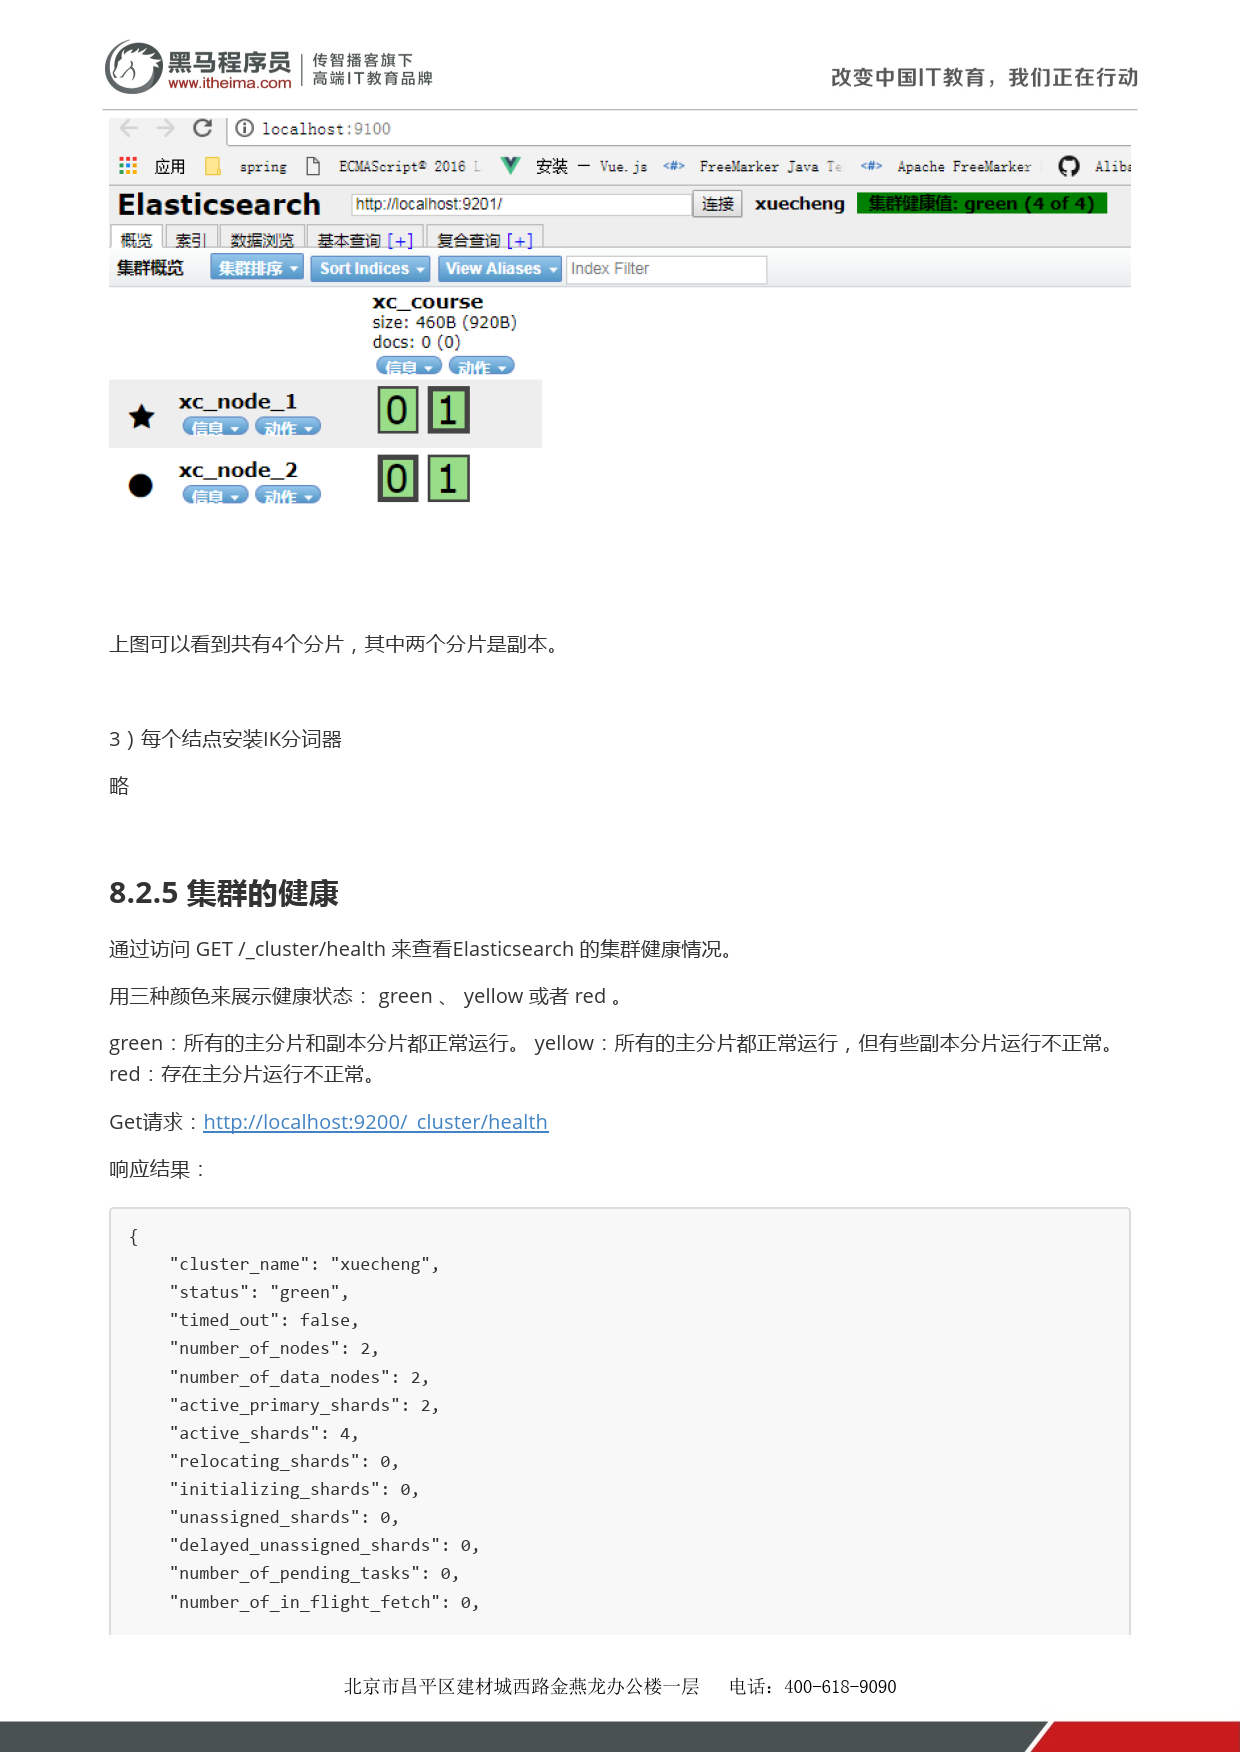 黑马程序员
www.itheima.com
传智播客旗下
高端IT教育品牌
改变中国IT教育，我们正在行动
localhost:9100
应用 spring ECMAScript® 2016 L 安装 — Vue.js FreeMarker Java Te Apache FreeMarker Aliba
Elasticsearch http://localhost:9201/ 连接 xuecheng 集群健康值: green (4 of 4)
概览 索引 数据浏览 基本查询 [+] 复合查询 [+]
集群概览 集群排序 Sort Indices View Aliases Index Filter
xc_course
size: 460B (920B)
docs: 0 (0)
信息 动作
xc_node_1 0 1
信息 动作
xc_node_2 0 1
信息 动作
上图可以看到共有4个分片，其中两个分片是副本。
3）每个结点安装IK分词器
略
8.2.5 集群的健康
通过访问 GET /_cluster/health 来查看Elasticsearch 的集群健康情况。
用三种颜色来展示健康状态： green 、 yellow 或者 red 。
green：所有的主分片和副本分片都正常运行。 yellow：所有的主分片都正常运行，但有些副本分片运行不正常。
red：存在主分片运行不正常。
Get请求：http://localhost:9200/_cluster/health
响应结果：
{
"cluster_name": "xuecheng",
"status": "green",
"timed_out": false,
"number_of_nodes": 2,
"number_of_data_nodes": 2,
"active_primary_shards": 2,
"active_shards": 4,
"relocating_shards": 0,
"initializing_shards": 0,
"unassigned_shards": 0,
"delayed_unassigned_shards": 0,
"number_of_pending_tasks": 0,
"number_of_in_flight_fetch": 0,
北京市昌平区建材城西路金燕龙办公楼一层 电话：400-618-9090